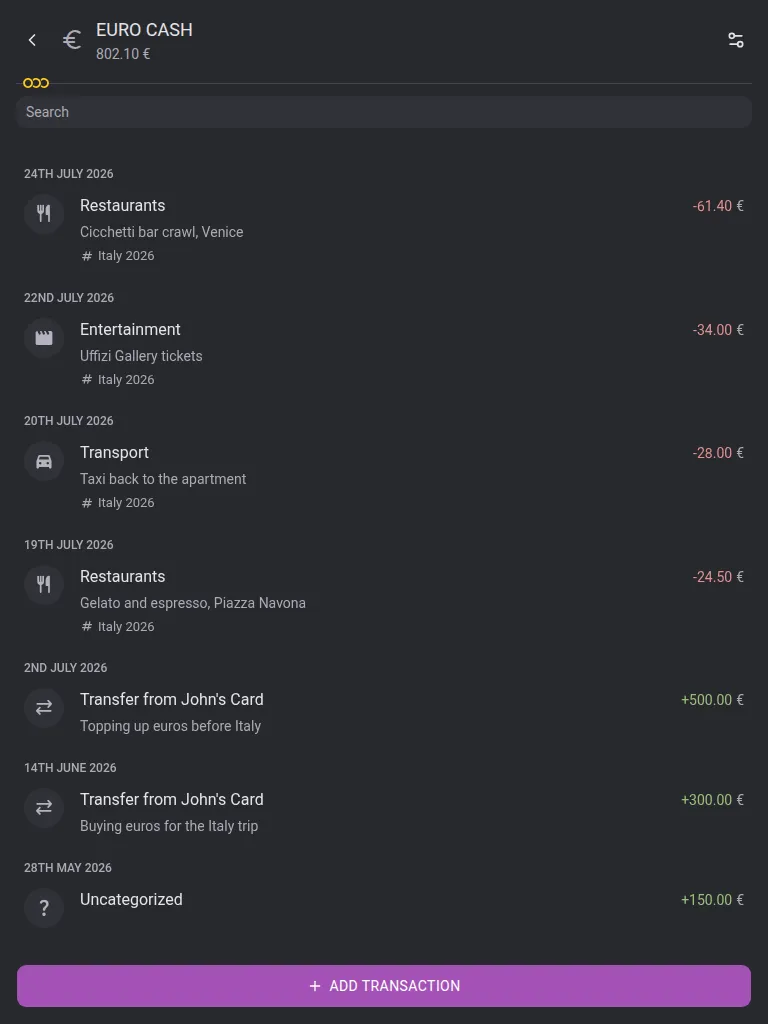 EURO CASH
802.10 €
Search
24TH JULY 2026
Restaurants -61.40 €
Cicchetti bar crawl, Venice
# Italy 2026
22ND JULY 2026
Entertainment -34.00 €
Uffizi Gallery tickets
# Italy 2026
20TH JULY 2026
Transport -28.00 €
Taxi back to the apartment
# Italy 2026
19TH JULY 2026
Restaurants -24.50 €
Gelato and espresso, Piazza Navona
# Italy 2026
2ND JULY 2026
Transfer from John's Card +500.00 €
Topping up euros before Italy
14TH JUNE 2026
Transfer from John's Card +300.00 €
Buying euros for the Italy trip
28TH MAY 2026
Uncategorized +150.00 €
+ ADD TRANSACTION